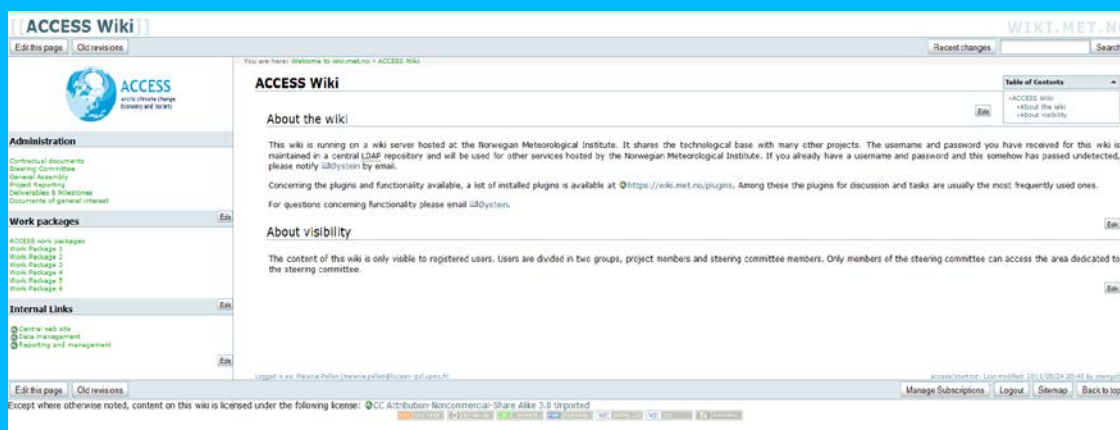 [[ACCESS Wiki]]
WIKI.MET.NO
Edit this page Old revisions
Recent changes Search
You are here: Welcome to wiki.met.no » ACCESS Wiki
ACCESS
Arctic Climate Change
Economy and Society
Administration
Contractual documents
Steering Committee
General Assembly
Project Reporting
Deliverables & Milestones
Documents of general interest
Edit
Work packages
ACCESS work packages
Work Package 1
Work Package 2
Work Package 3
Work Package 4
Work Package 5
Work Package 6
Edit
Internal Links
Central web site
Data management
Reporting and management
Edit
ACCESS Wiki
Table of Contents
ACCESS Wiki
About the wiki
About visibility
Edit
About the wiki
This wiki is running on a wiki server hosted at the Norwegian Meteorological Institute. It shares the technological base with many other projects. The username and password you have received for this wiki is
maintained in a central LDAP repository and will be used for other services hosted by the Norwegian Meteorological Institute. If you already have a username and password and this somehow has passed undetected,
please notify Øystein by email.
Concerning the plugins and functionality available, a list of installed plugins is available at https://wiki.met.no/plugins. Among these the plugins for discussion and tasks are usually the most frequently used ones.
For questions concerning functionality please email Øystein.
Edit
About visibility
The content of this wiki is only visible to registered users. Users are divided in two groups, project members and steering committee members. Only members of the steering committee can access the area dedicated to
the steering committee.
Edit
Logged in as: Melanie Pellen
Edit this page Old revisions
Manage Subscriptions Logout Sitemap Back to top
Except where otherwise noted, content on this wiki is licensed under the following license: CC Attribution-Noncommercial-Share Alike 3.0 Unported